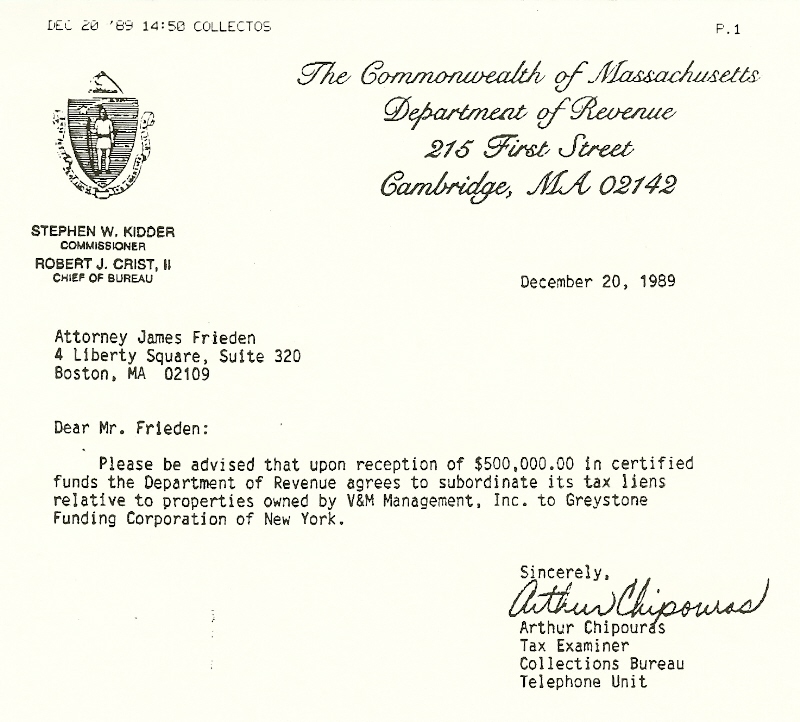 DEC 20 '89 14:50 COLLECTOS
P.1
The Commonwealth of Massachusetts
Department of Revenue
215 First Street
Cambridge, MA 02142
STEPHEN W. KIDDER
COMMISSIONER
ROBERT J. CRIST, II
CHIEF OF BUREAU
December 20, 1989
Attorney James Frieden
4 Liberty Square, Suite 320
Boston, MA 02109
Dear Mr. Frieden:
Please be advised that upon reception of $500,000.00 in certified
funds the Department of Revenue agrees to subordinate its tax liens
relative to properties owned by V&M Management, Inc. to Greystone
Funding Corporation of New York.
Sincerely,
Arthur Chipouras
Arthur Chipouras
Tax Examiner
Collections Bureau
Telephone Unit